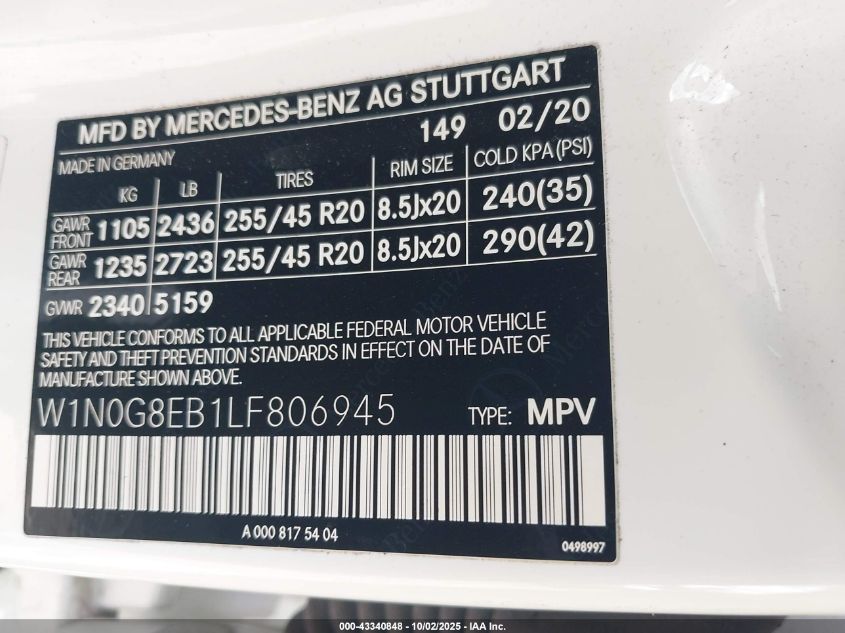 MFD BY MERCEDES-BENZ AG STUTTGART
149 02/20
MADE IN GERMANY
KG LB TIRES RIM SIZE COLD KPA (PSI)
GAWR FRONT 1105 2436 255/45 R20 8.5Jx20 240(35)
GAWR REAR 1235 2723 255/45 R20 8.5Jx20 290(42)
GVWR 2340 5159
THIS VEHICLE CONFORMS TO ALL APPLICABLE FEDERAL MOTOR VEHICLE
SAFETY AND THEFT PREVENTION STANDARDS IN EFFECT ON THE DATE OF
MANUFACTURE SHOWN ABOVE.
W1N0G8EB1LF806945 TYPE: MPV
A 000 817 54 04
0498997
000-43340848 - 10/02/2025 - IAA Inc.